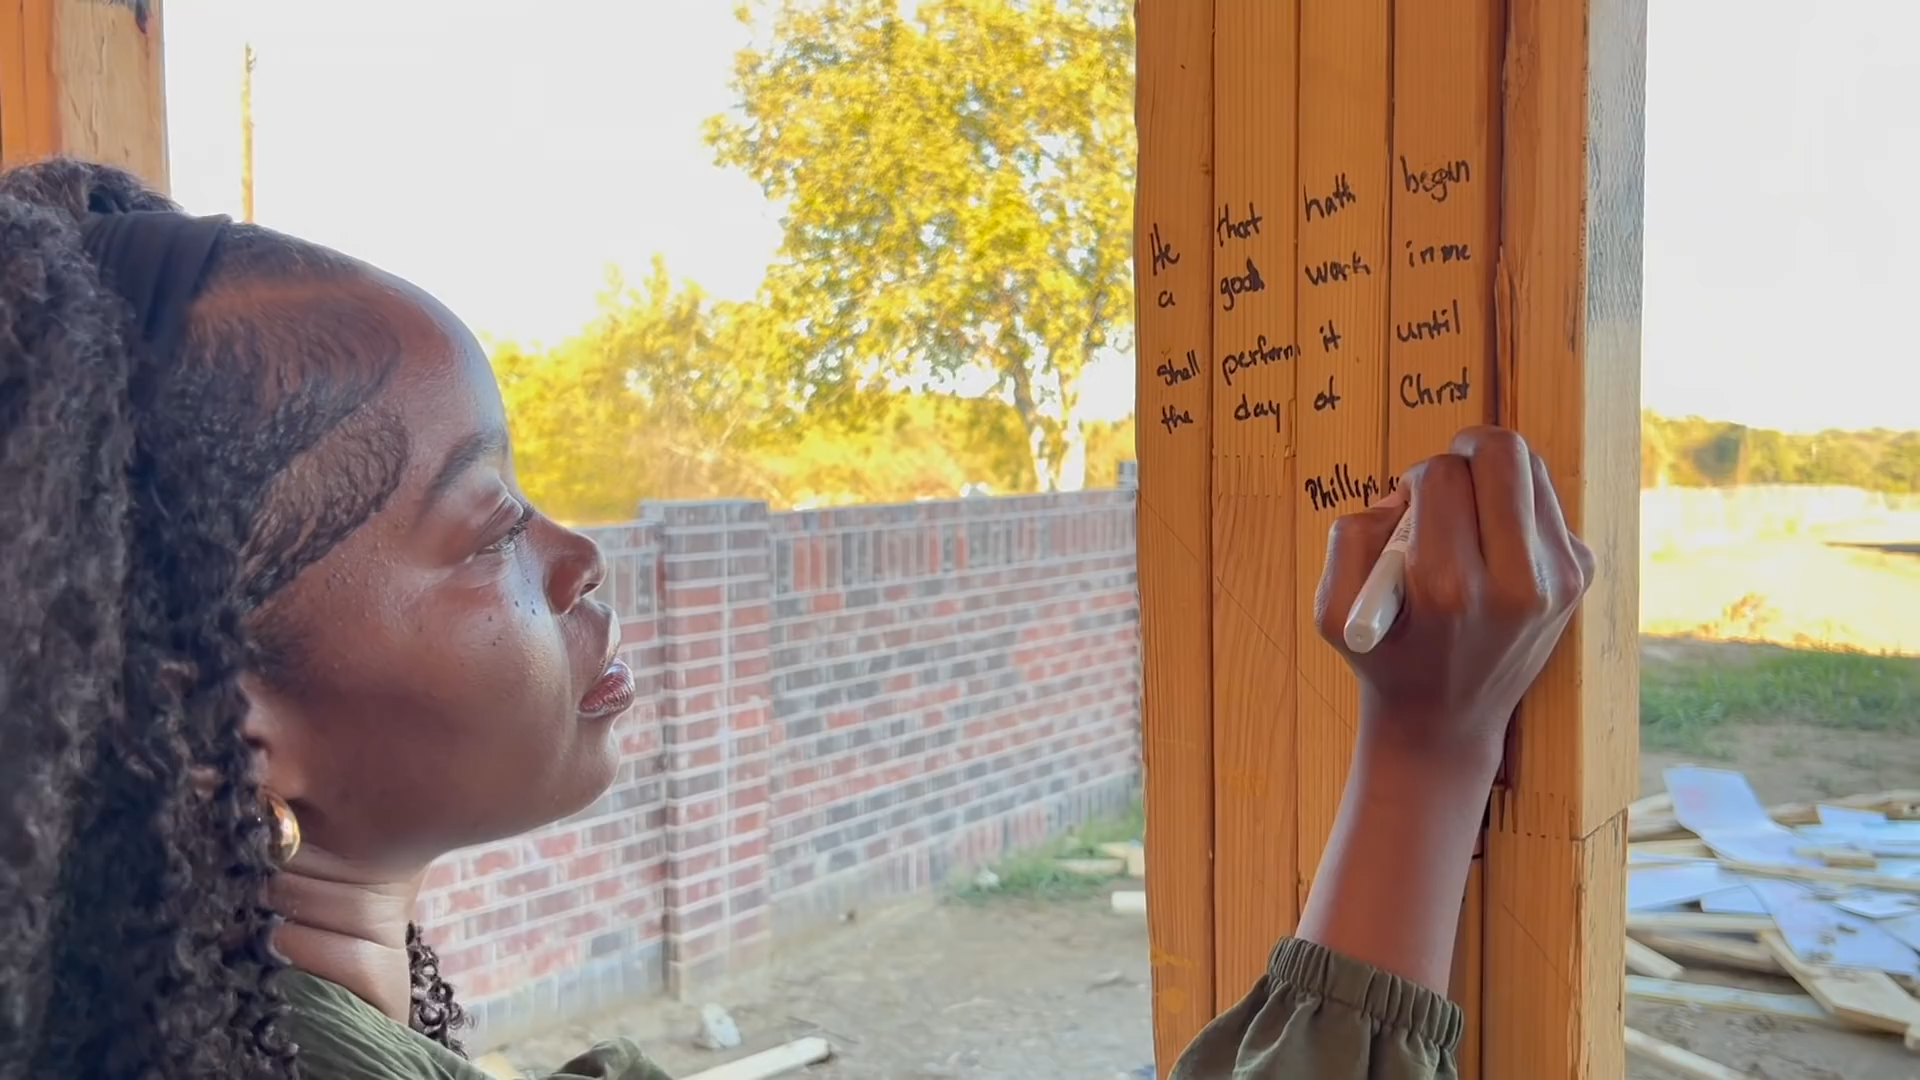 He that hath begun
a good work in me
shall perform it until
the day of Christ